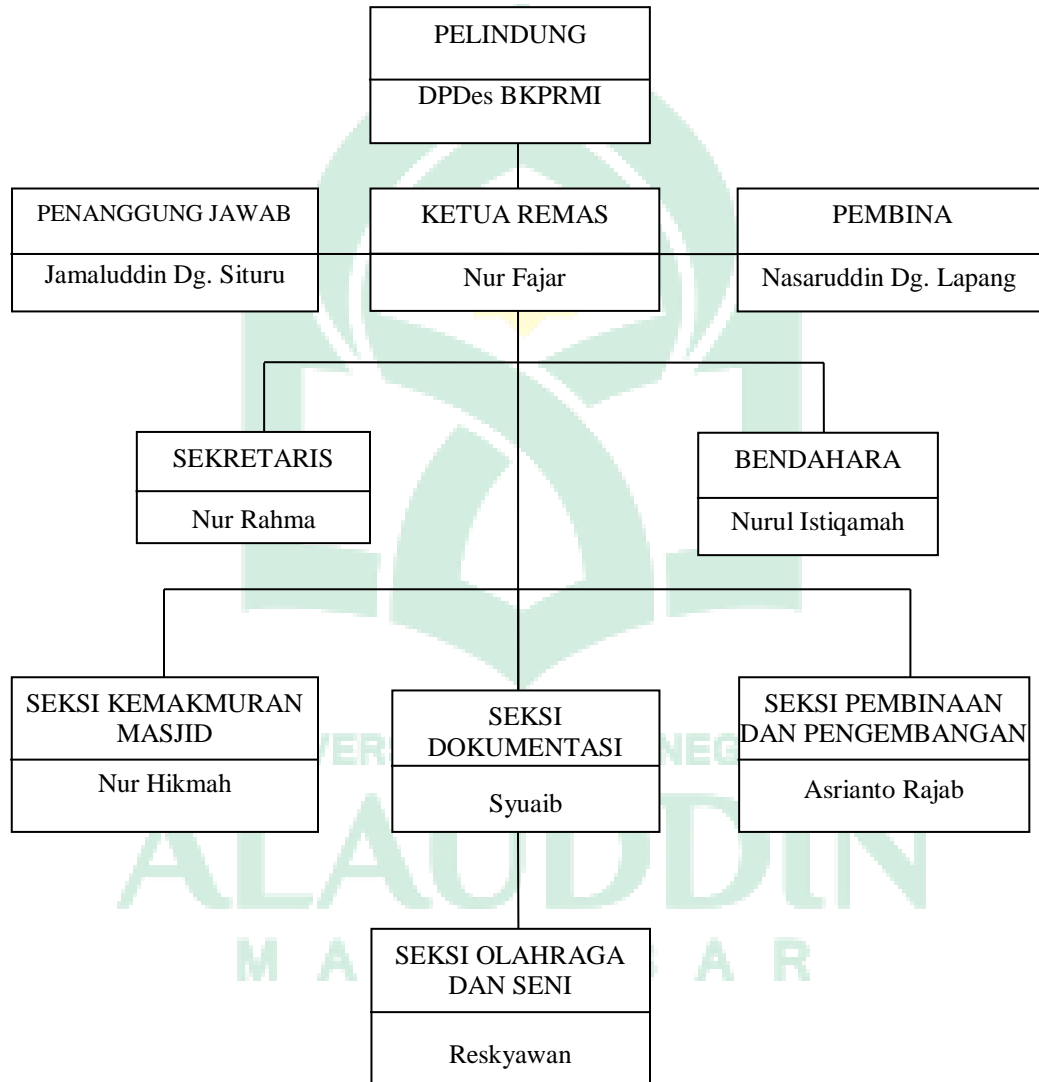 PELINDUNG
DPDes BKPRMI
PENANGGUNG JAWAB
Jamaluddin Dg. Situru
KETUA REMAS
Nur Fajar
PEMBINA
Nasaruddin Dg. Lapang
SEKRETARIS
Nur Rahma
BENDAHARA
Nurul Istiqamah
SEKSI KEMAKMURAN
MASJID
Nur Hikmah
SEKSI
DOKUMENTASI
Syuaib
SEKSI PEMBINAAN
DAN PENGEMBANGAN
Asrianto Rajab
ALAUDDIN
SEKSI OLAHRAGA
DAN SENI
Reskyawan